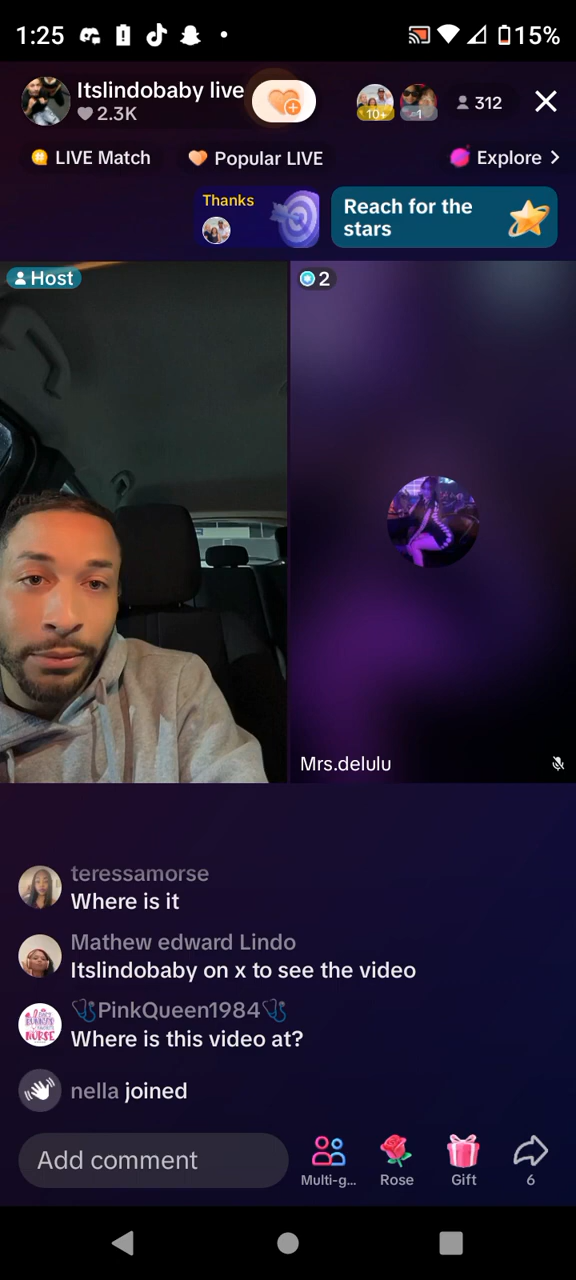 1:25
15%
Itslindobaby live
2.3K
10+
1
312
LIVE Match
Popular LIVE
Explore
Thanks
Reach for the
stars
Host
2
Mrs.delulu
teressamorse
Where is it
Mathew edward Lindo
Itslindobaby on x to see the video
🩺PinkQueen1984🩺
Where is this video at?
NURSE
nella joined
Add comment
Multi-g...
Rose
Gift
6